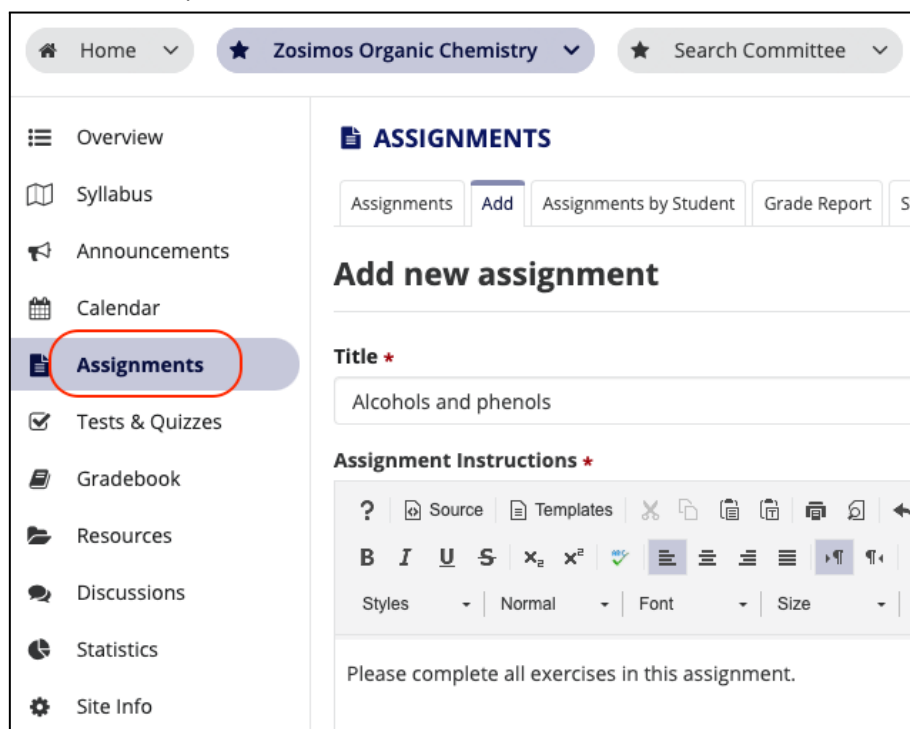 Home
Zosimos Organic Chemistry
Search Committee
Overview
Syllabus
Announcements
Calendar
Assignments
Tests & Quizzes
Gradebook
Resources
Discussions
Statistics
Site Info
ASSIGNMENTS
Assignments Add Assignments by Student Grade Report S
Add new assignment
Title *
Alcohols and phenols
Assignment Instructions *
? Source Templates
B I U S x₂ x²
Styles Normal Font Size
Please complete all exercises in this assignment.